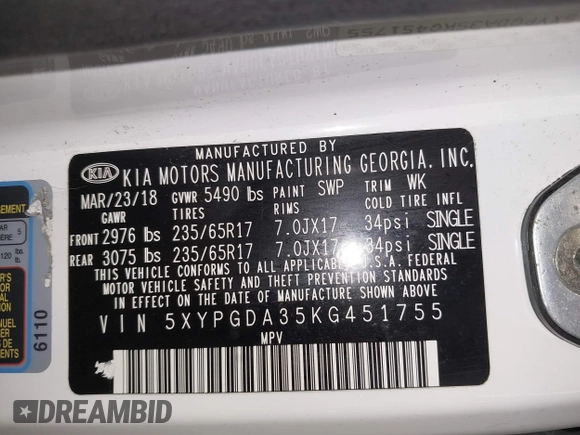 MANUFACTURED BY
KIA KIA MOTORS MANUFACTURING GEORGIA. INC.
MAR/23/18 GVWR 5490 lbs PAINT SWP TRIM WK
GAWR TIRES RIMS COLD TIRE INFL
FRONT 2976 lbs 235/65R17 7.0JX17 34psi SINGLE
REAR 3075 lbs 235/65R17 7.0JX17 34psi SINGLE
THIS VEHICLE CONFORMS TO ALL APPLICABLE U.S.A. FEDERAL
MOTOR VEHICLE SAFETY, BUMPER, AND THEFT PREVENTION
STANDARDS IN EFFECT ON THE DATE OF MANUFACTURE SHOWN ABOVE.
VIN 5XYPGDA35KG451755
MPV
6110
DREAMBID